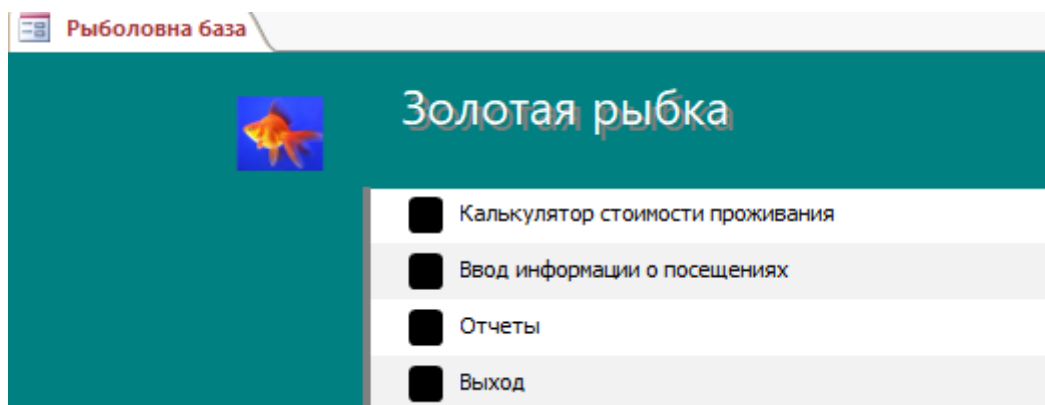 Рыболовна база
Золотая рыбка
Калькулятор стоимости проживания
Ввод информации о посещениях
Отчеты
Выход